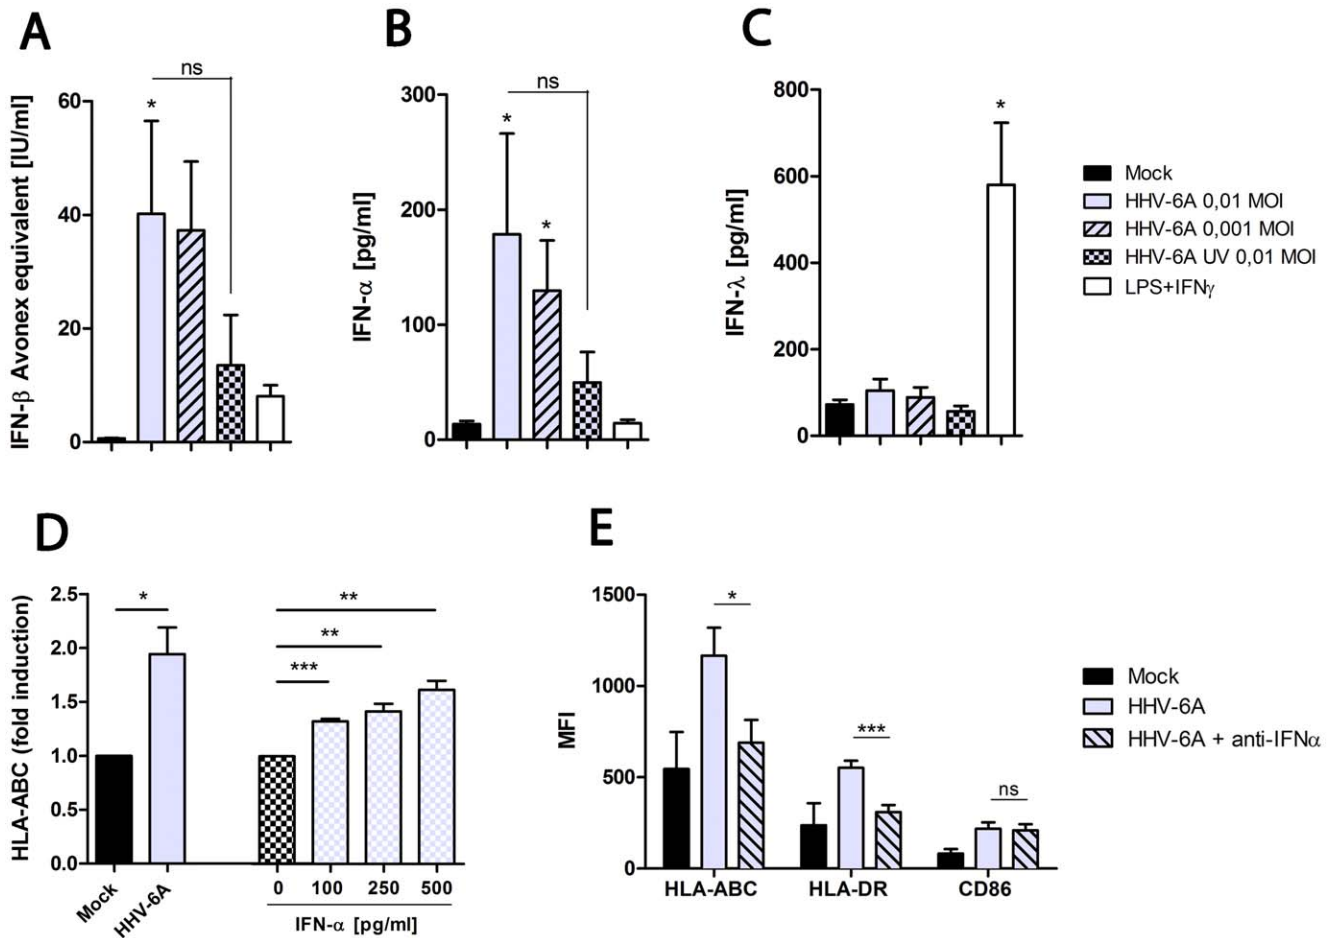 A
IFN-β Avonex equivalent [IU/ml]
60
40
20
0
*
ns
B
IFN-α [pg/ml]
300
200
100
0
*
*
ns
C
IFN-λ [pg/ml]
800
600
400
200
0
*
Mock
HHV-6A 0,01 MOI
HHV-6A 0,001 MOI
HHV-6A UV 0,01 MOI
LPS+IFNγ
D
HLA-ABC (fold induction)
2.5
2.0
1.5
1.0
0.5
0.0
*
**
**
***
Mock
HHV-6A
0 100 250 500
IFN-α [pg/ml]
E
MFI
1500
1000
500
0
*
***
ns
HLA-ABC HLA-DR CD86
Mock
HHV-6A
HHV-6A + anti-IFNα